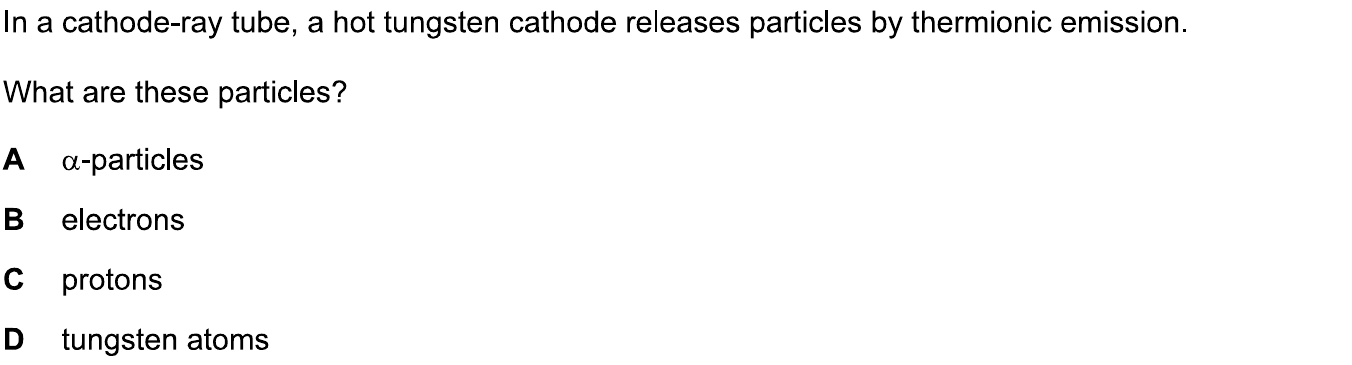 In a cathode-ray tube, a hot tungsten cathode releases particles by thermionic emission.
What are these particles?
A α-particles
B electrons
C protons
D tungsten atoms